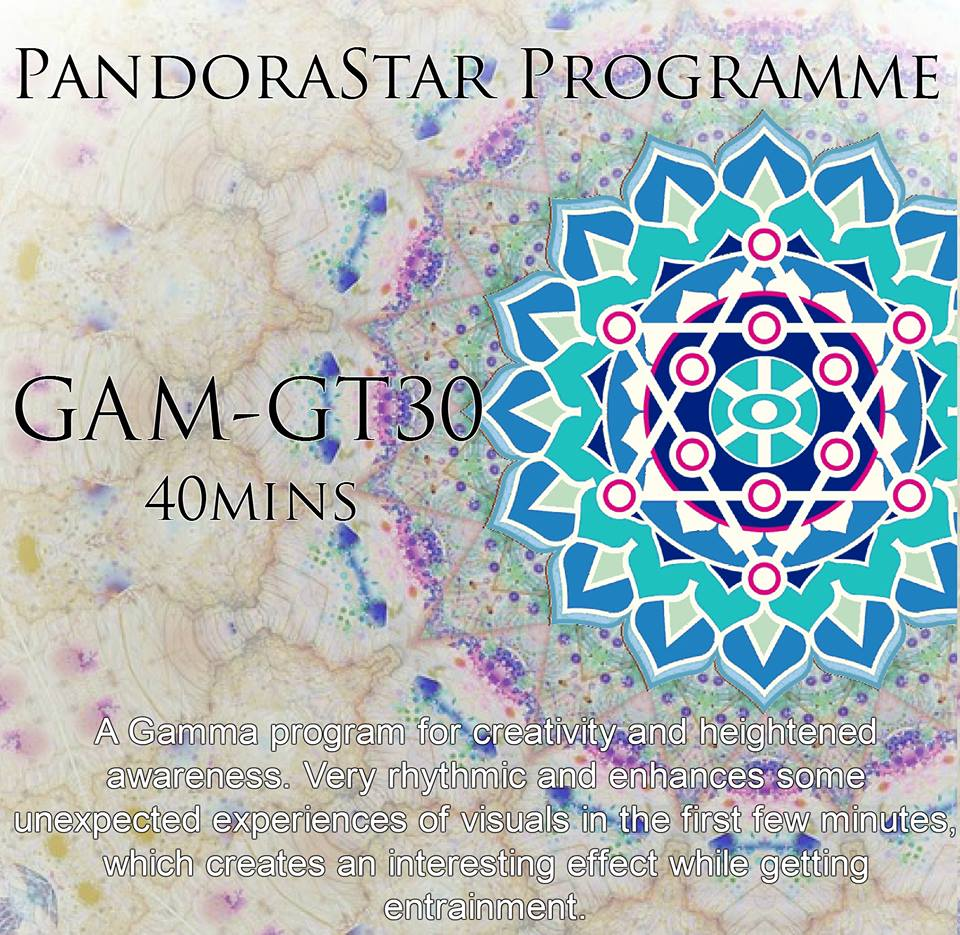 PandoraStar Programme
GAM-GT30
40mins
A Gamma program for creativity and heightened
awareness. Very rhythmic and enhances some
unexpected experiences of visuals in the first few minutes,
which creates an interesting effect while getting
entrainment.